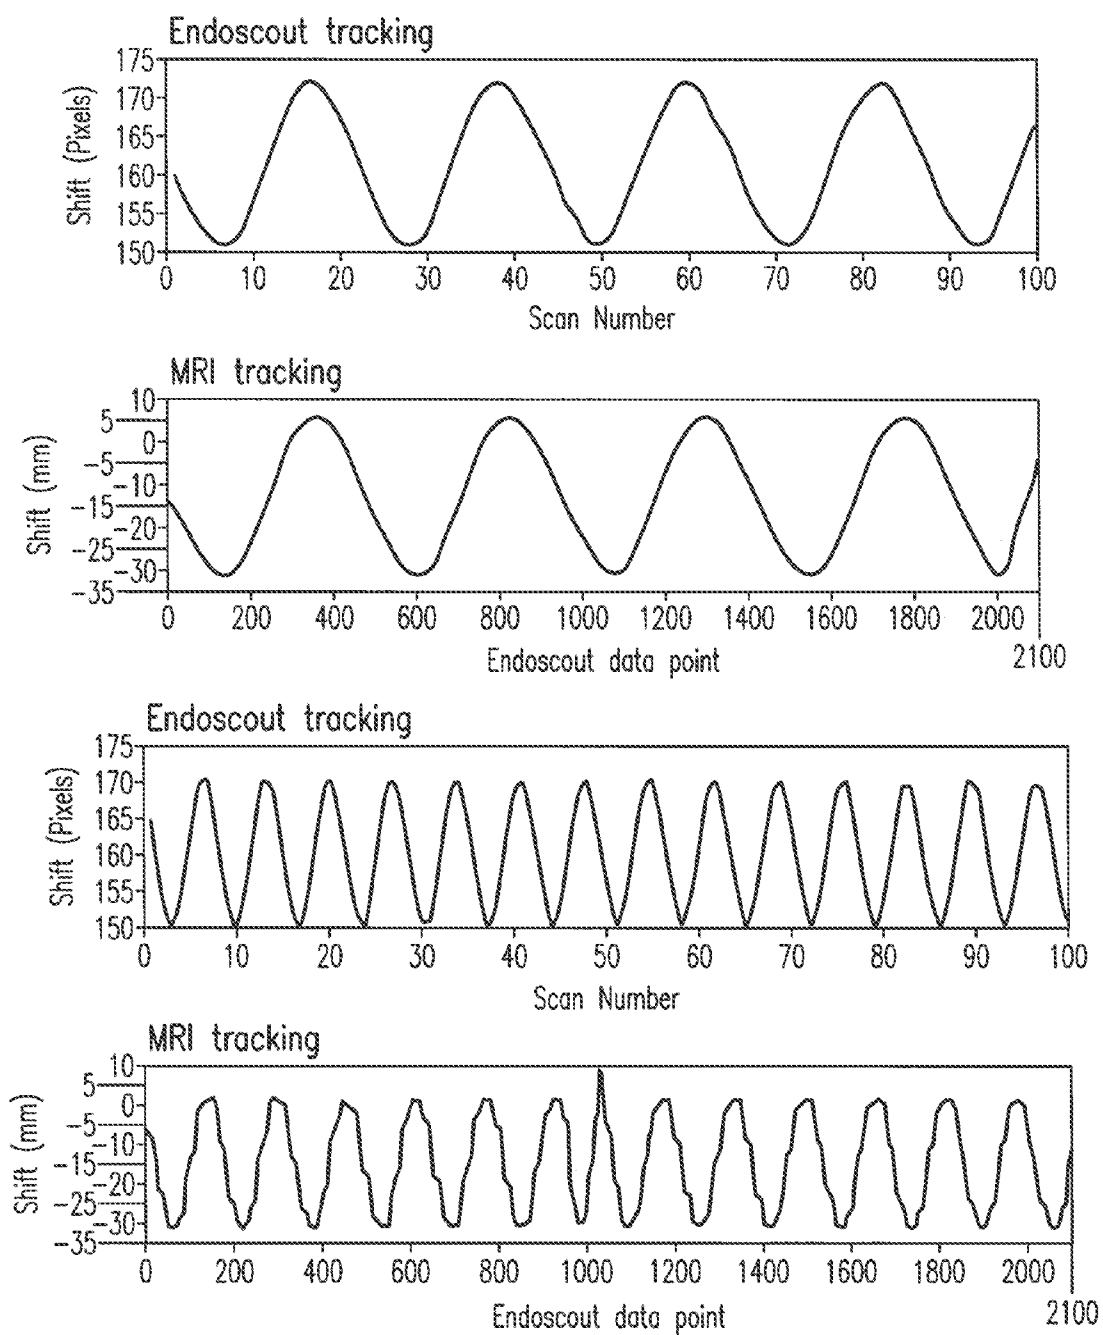 Endoscout tracking
175
170
165
160
155
150
Shift (Pixels)
0 10 20 30 40 50 60 70 80 90 100
Scan Number
MRI tracking
10
5
0
-5
-10
-15
-20
-25
-30
-35
Shift (mm)
0 200 400 600 800 1000 1200 1400 1600 1800 2000
2100
Endoscout data point
Endoscout tracking
175
170
165
160
155
150
Shift (Pixels)
0 10 20 30 40 50 60 70 80 90 100
Scan Number
MRI tracking
10
5
0
-5
-10
-15
-20
-25
-30
-35
Shift (mm)
0 200 400 600 800 1000 1200 1400 1600 1800 2000
2100
Endoscout data point